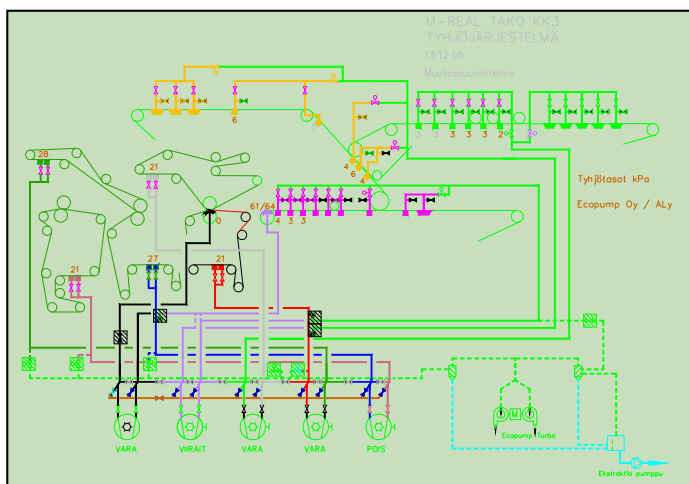 M-REAL TAKO KK3
TYHJÖJÄRJESTELMÄ
13.12.05
Muutossuunnitelma
6
5
3
3
3
3
2
28
21
4
6
4
Tyhjötasot kPa
Ecopump Oy / ALy
61/64
0
4
3
3
21
27
21
M
Ecopump Turbo
VARA
VIIRAIT
VARA
VARA
POIS
Ekstraktio pumppu